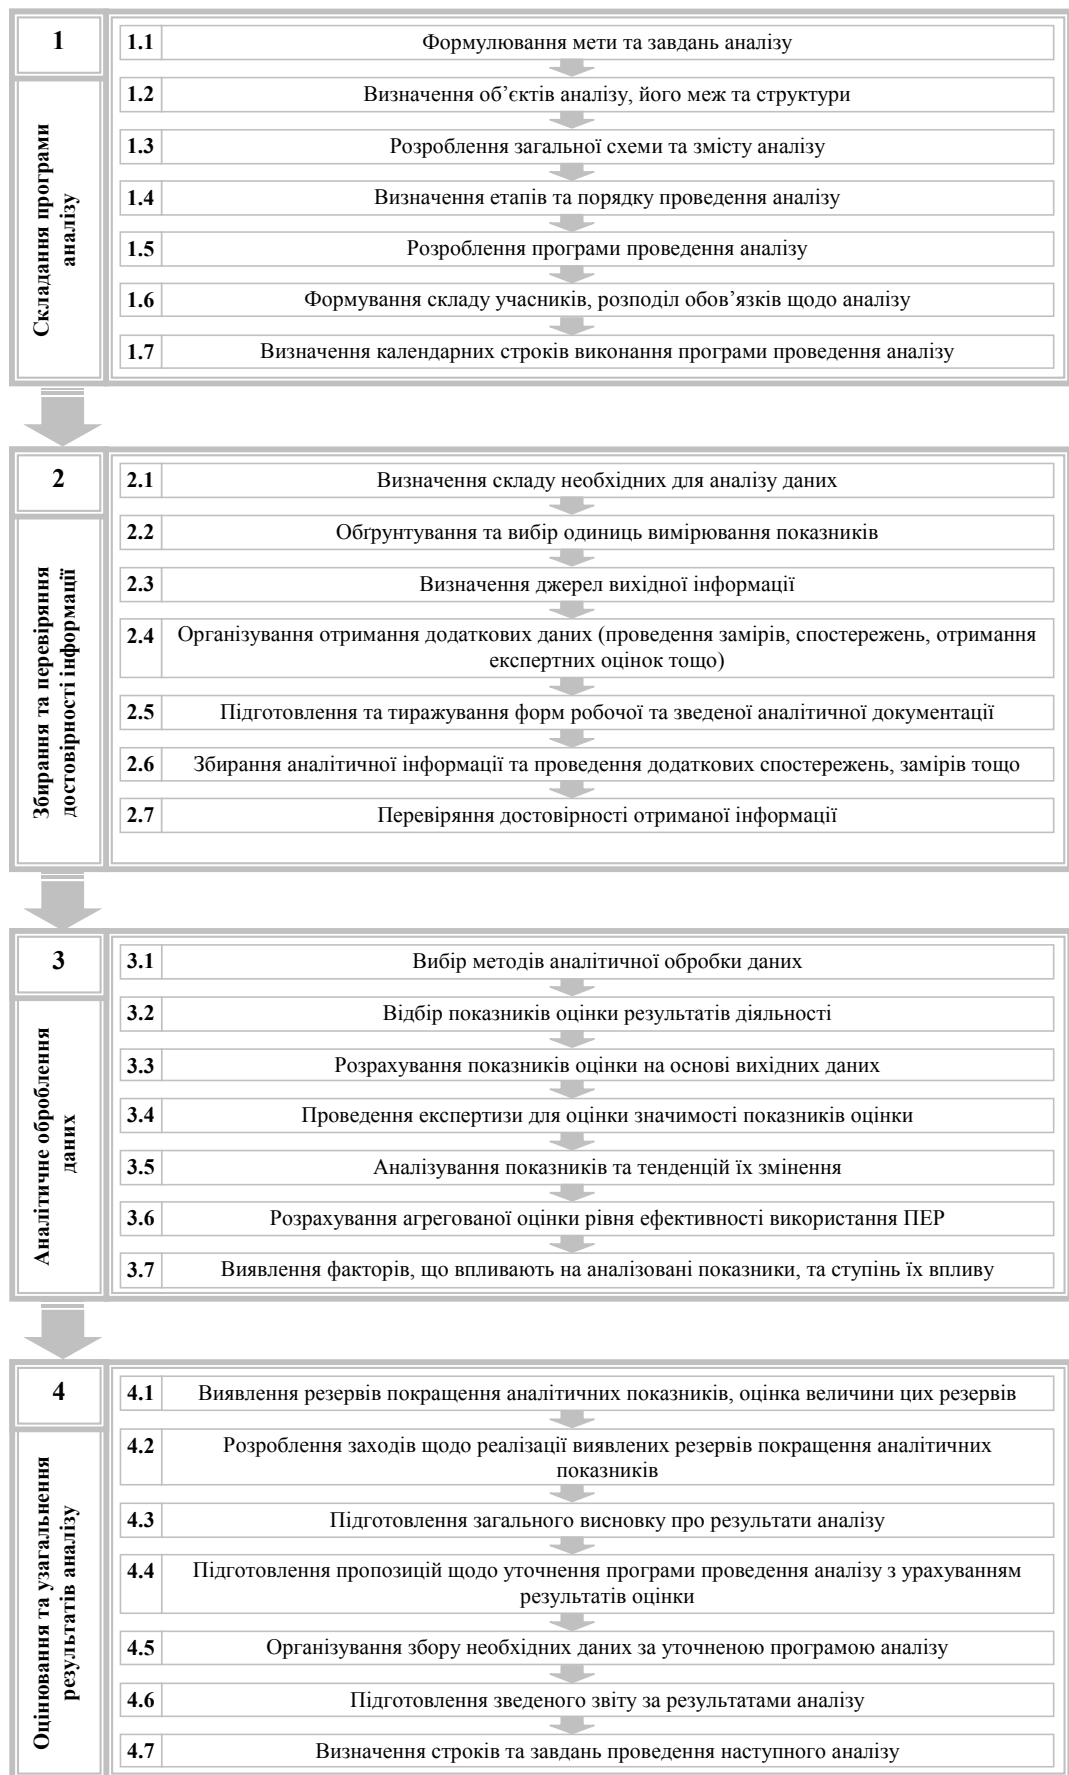 1
Складання програми
аналізу
1.1 Формулювання мети та завдань аналізу
1.2 Визначення об’єктів аналізу, його меж та структури
1.3 Розроблення загальної схеми та змісту аналізу
1.4 Визначення етапів та порядку проведення аналізу
1.5 Розроблення програми проведення аналізу
1.6 Формування складу учасників, розподіл обов’язків щодо аналізу
1.7 Визначення календарних строків виконання програми проведення аналізу
2
Збирання та перевіряння
достовірності інформації
2.1 Визначення складу необхідних для аналізу даних
2.2 Обґрунтування та вибір одиниць вимірювання показників
2.3 Визначення джерел вихідної інформації
2.4 Організування отримання додаткових даних (проведення замірів, спостережень, отримання
експертних оцінок тощо)
2.5 Підготовлення та тиражування форм робочої та зведеної аналітичної документації
2.6 Збирання аналітичної інформації та проведення додаткових спостережень, замірів тощо
2.7 Перевіряння достовірності отриманої інформації
3
Аналітичне оброблення
даних
3.1 Вибір методів аналітичної обробки даних
3.2 Відбір показників оцінки результатів діяльності
3.3 Розрахування показників оцінки на основі вихідних даних
3.4 Проведення експертизи для оцінки значимості показників оцінки
3.5 Аналізування показників та тенденцій їх змінення
3.6 Розрахування агрегованої оцінки рівня ефективності використання ПЕР
3.7 Виявлення факторів, що впливають на аналізовані показники, та ступінь їх впливу
4
Оцінювання та узагальнення
результатів аналізу
4.1 Виявлення резервів покращення аналітичних показників, оцінка величини цих резервів
4.2 Розроблення заходів щодо реалізації виявлених резервів покращення аналітичних
показників
4.3 Підготовлення загального висновку про результати аналізу
4.4 Підготовлення пропозицій щодо уточнення програми проведення аналізу з урахуванням
результатів оцінки
4.5 Організування збору необхідних даних за уточненою програмою аналізу
4.6 Підготовлення зведеного звіту за результатами аналізу
4.7 Визначення строків та завдань проведення наступного аналізу